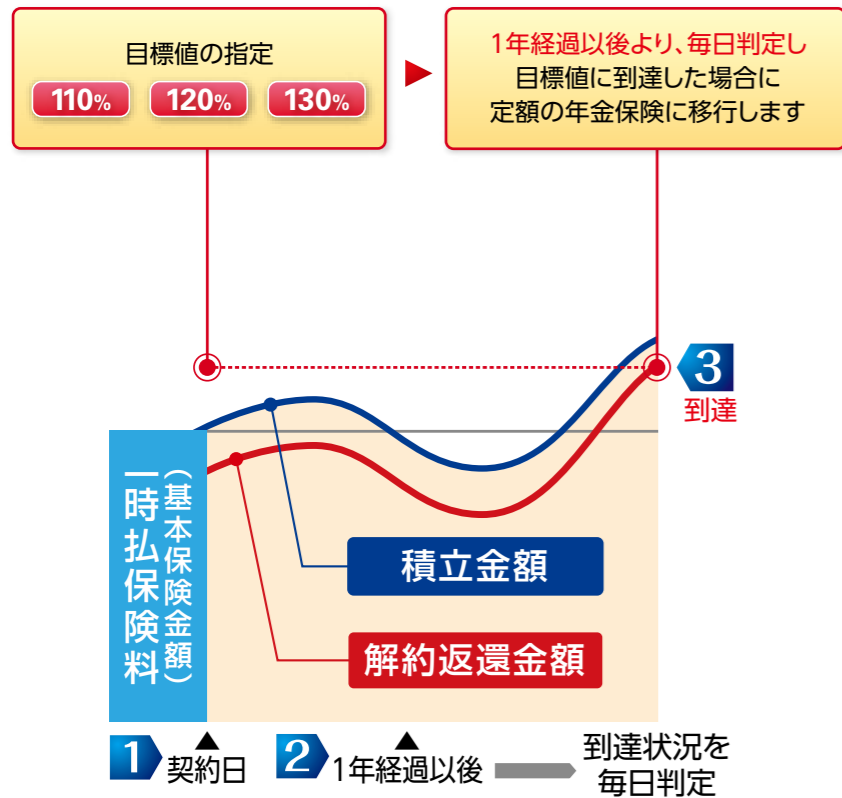 目標値の指定
110%
120%
130%
1年経過以後より、毎日判定し
目標値に到達した場合に
定額の年金保険に移行します
3
到達
一時払保険料
(基本保険金額)
積立金額
解約返還金額
1
契約日
2
1年経過以後
到達状況を
毎日判定